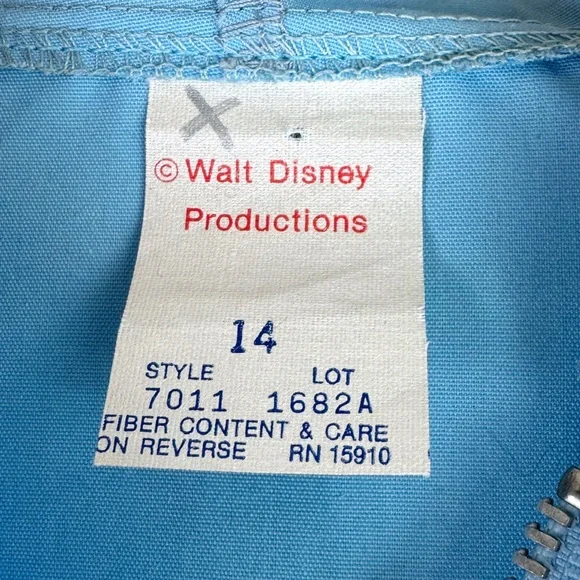 © Walt Disney
Productions
14
STYLE LOT
7011 1682A
FIBER CONTENT & CARE
ON REVERSE RN 15910